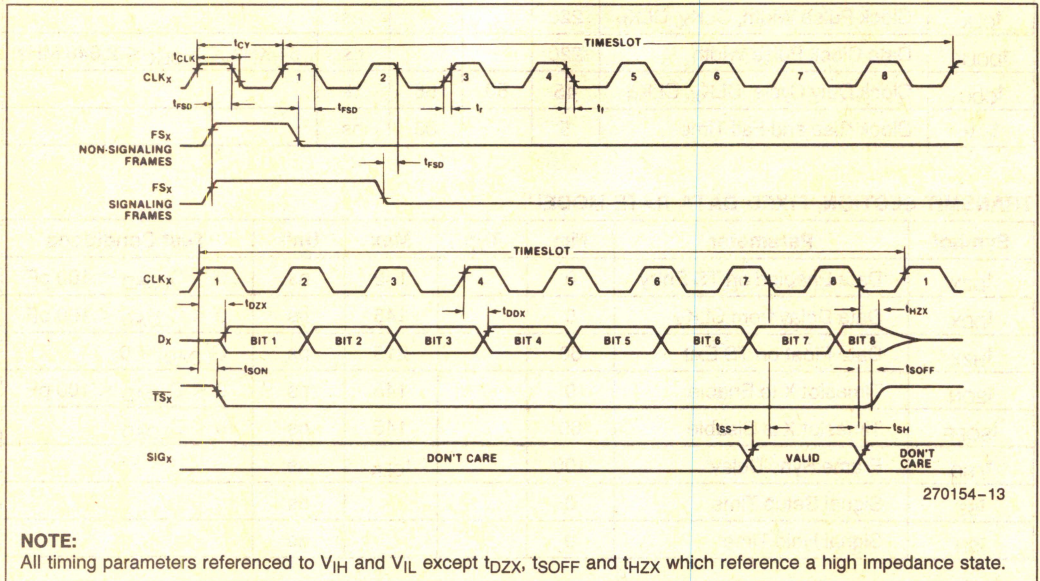 tCY
TIMESLOT
tCLK
CLKX
1 2 3 4 5 6 7 8
tFSD
tFSD
tr
tf
FSX
NON-SIGNALING
FRAMES
tFSD
FSX
SIGNALING
FRAMES
TIMESLOT
CLKX
1 2 3 4 5 6 7 8 1
tDZX
tDDX
tHZX
DX
BIT 1 BIT 2 BIT 3 BIT 4 BIT 5 BIT 6 BIT 7 BIT 8
tSON
tSOFF
TSX
tSS
tSH
SIGX
DON'T CARE
VALID
DON'T
CARE
270154–13
NOTE:
All timing parameters referenced to VIH and VIL except tDZX, tSOFF and tHZX which reference a high impedance state.